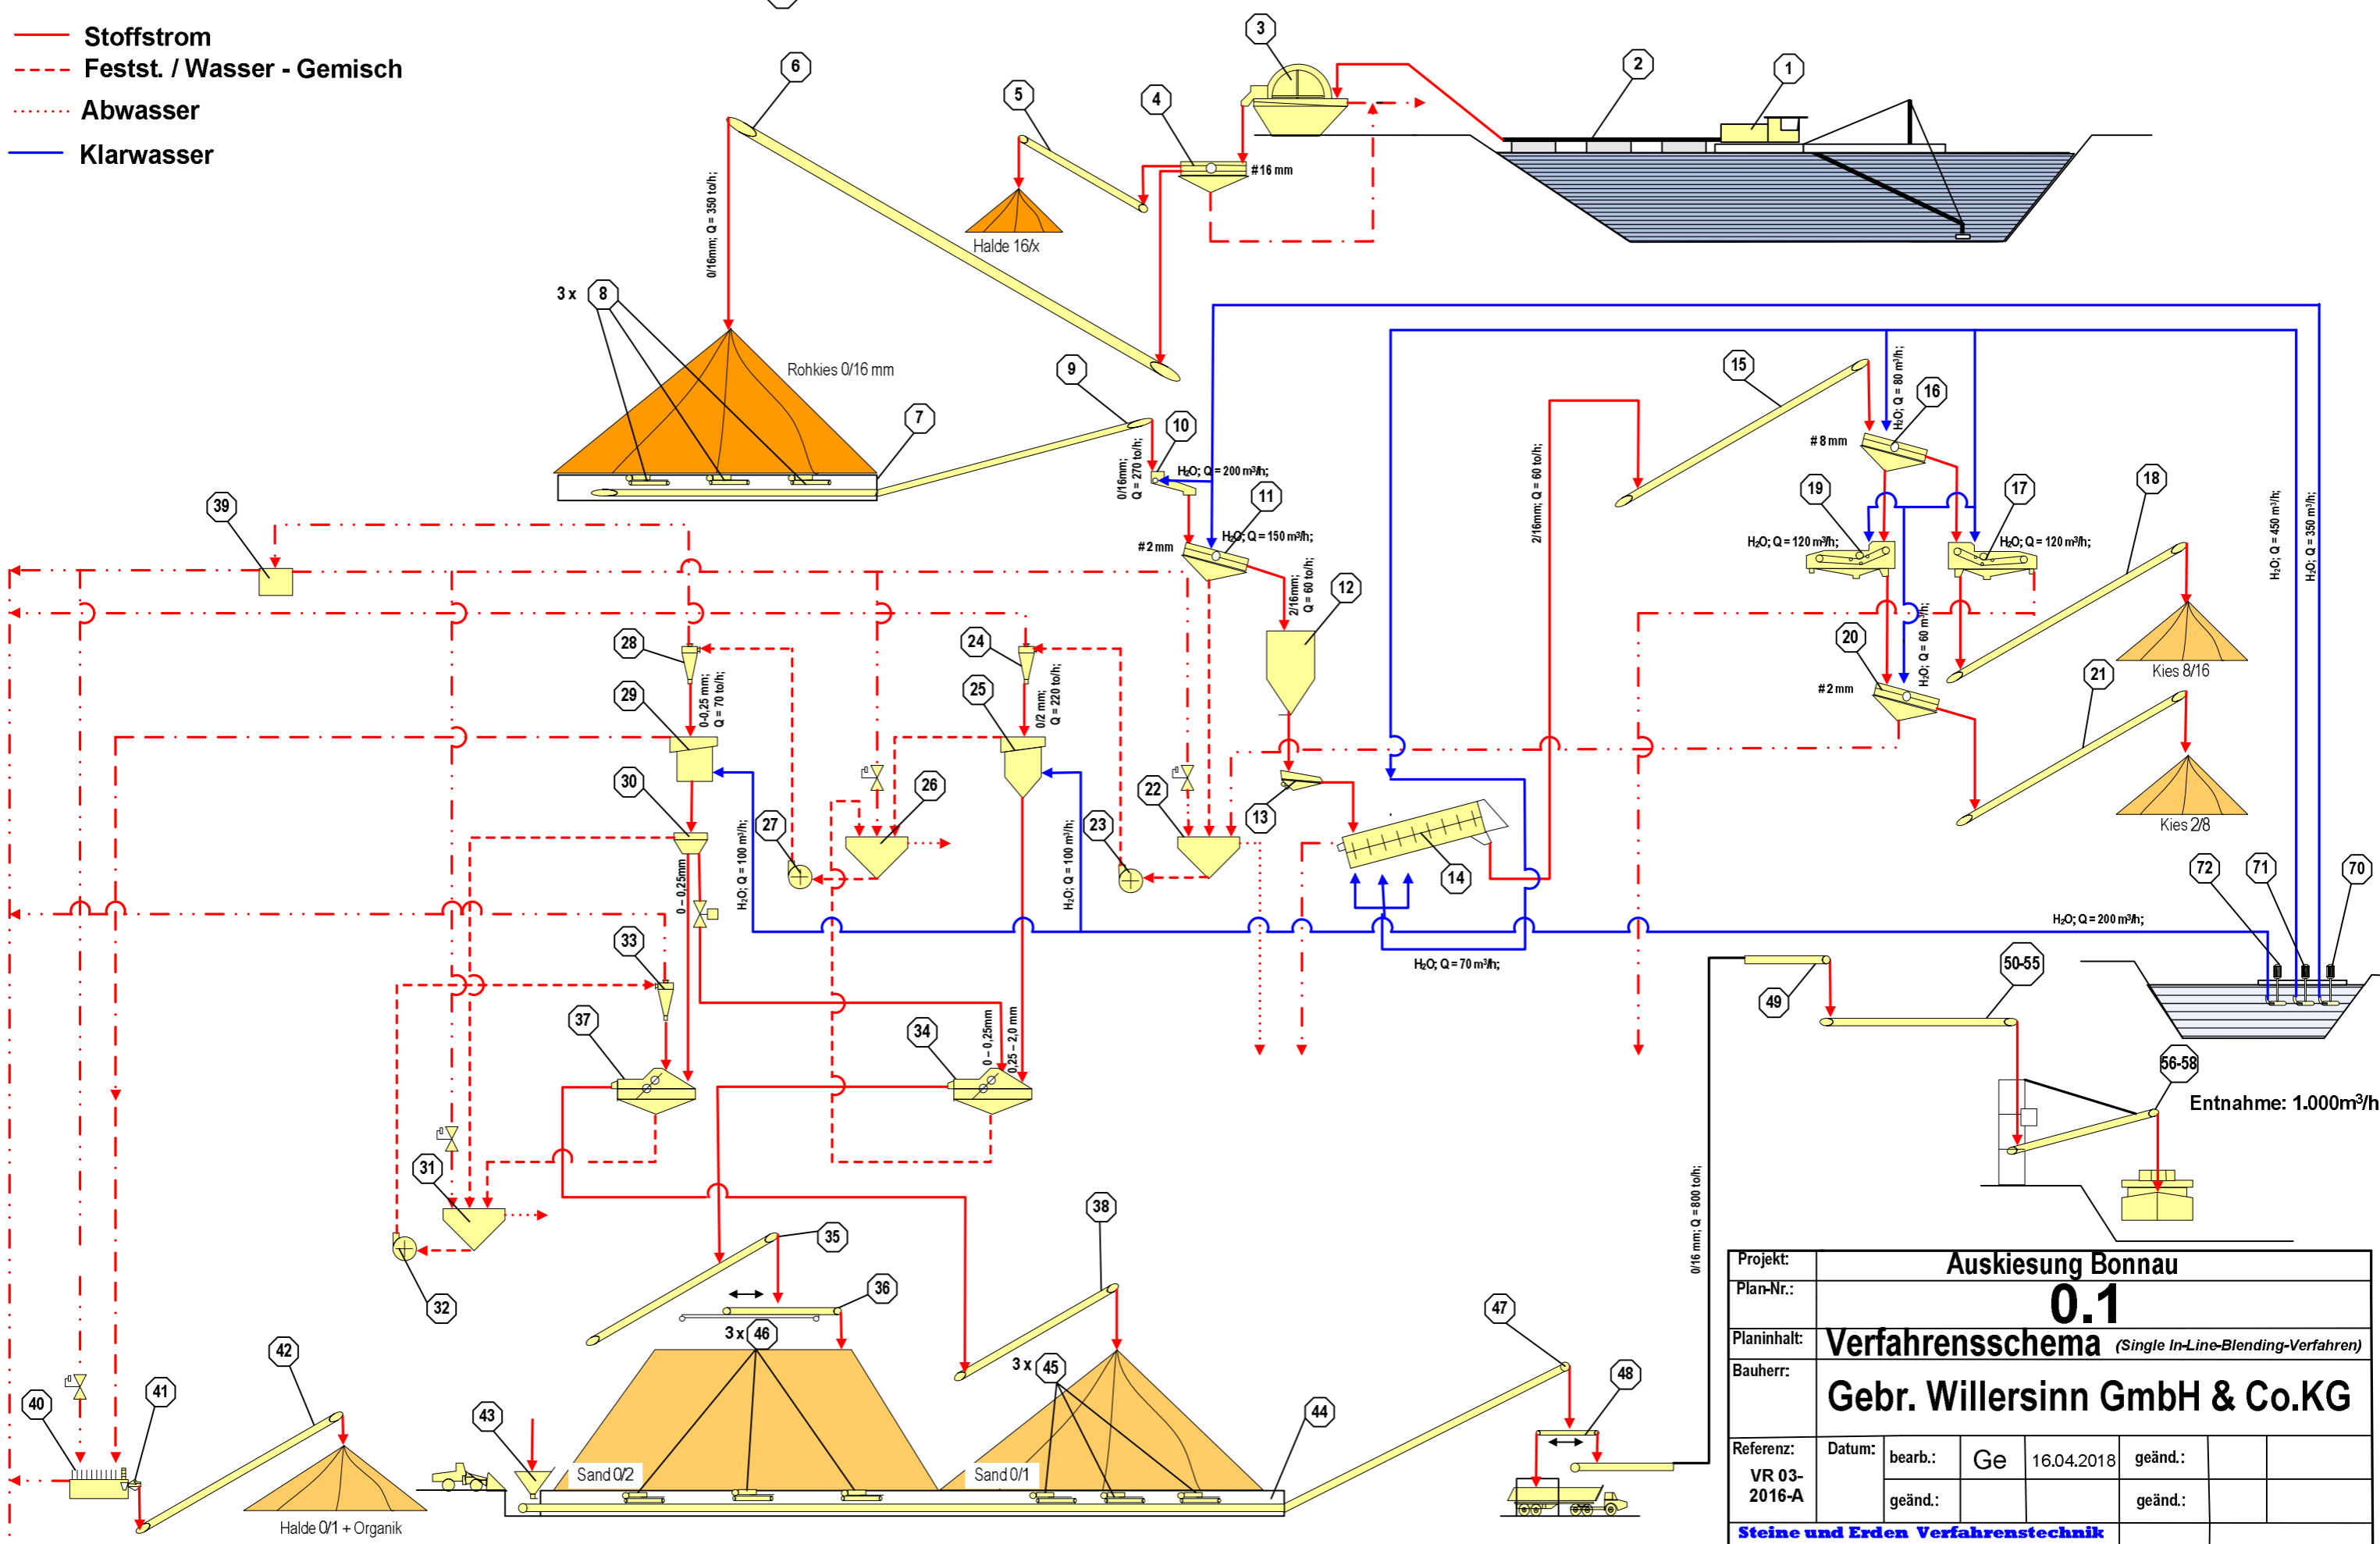 Stoffstrom
Festst. / Wasser - Gemisch
Abwasser
Klarwasser
1
2
3
4
5
6
#16 mm
Halde 16/x
0/16mm; Q = 350 to/h;
3 x
8
Rohkies 0/16 mm
7
9
10
0/16mm;
Q = 270 to/h;
H₂O; Q = 200 m³/h;
11
#2 mm
H₂O; Q = 150 m³/h;
2/16mm;
Q = 60 to/h;
12
2/16mm; Q = 60 to/h;
15
H₂O; Q = 80 m³/h;
16
# 8 mm
19
17
18
H₂O; Q = 120 m³/h;
H₂O; Q = 120 m³/h;
H₂O; Q = 450 m³/h;
H₂O; Q = 350 m³/h;
Kies 8/16
20
H₂O; Q = 60 m³/h;
#2 mm
21
Kies 2/8
39
28
24
0-0,25 mm;
Q = 70 to/h;
0/2 mm;
Q = 220 to/h;
29
25
30
26
27
22
23
13
14
0 – 0,25mm
H₂O; Q = 100 m³/h;
H₂O; Q = 100 m³/h;
H₂O; Q = 70 m³/h;
72
71
70
H₂O; Q = 200 m³/h;
33
37
34
0 – 0,25mm
0,25 – 2,0 mm
49
50-55
56-58
Entnahme: 1.000m³/h
31
32
35
36
38
0/16 mm; Q = 800 to/h;
3 x
46
3 x
45
47
48
42
40
41
43
44
Sand 0/2
Sand 0/1
Halde 0/1 + Organik
Projekt:
Auskiesung Bonnau
Plan-Nr.:
0.1
Planinhalt:
Verfahrensschema (Single In-Line-Blending-Verfahren)
Bauherr:
Gebr. Willersinn GmbH & Co.KG
Referenz:
VR 03-
2016-A
Datum:
bearb.:
Ge
16.04.2018
geänd.:
geänd.:
geänd.:
Steine und Erden Verfahrenstechnik